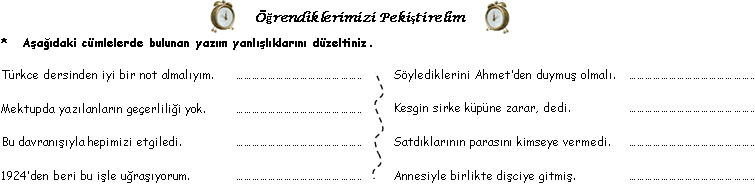 Öğrendiklerimizi Pekiştirelim
* Aşağıdaki cümlelerde bulunan yazım yanlışlıklarını düzeltiniz.
Türkce dersinden iyi bir not almalıyım. ……………………………………
Mektupda yazılanların geçerliliği yok. ……………………………………
Bu davranışıyla hepimizi etgiledi. ……………………………………
1924'den beri bu işle uğraşıyorum. ……………………………………
Söylediklerini Ahmet'den duymuş olmalı. ……………………………………
Kesgin sirke küpüne zarar, dedi. ……………………………………
Satdıklarının parasını kimseye vermedi. ……………………………………
Annesiyle birlikte dişciye gitmiş. ……………………………………